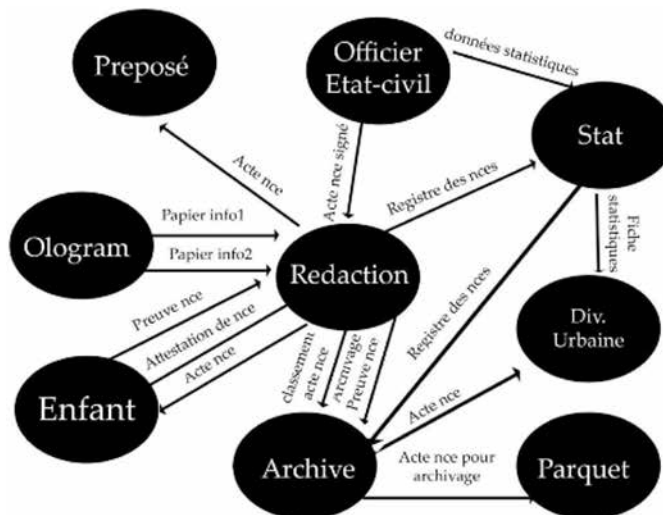 Preposé
Officier
Etat-civil
données statistiques
Stat
Acte nce
Acte nce signé
Registre des nces
Papier info1
Ologram
Papier info2
Redaction
Fiche
statistiques
Preuve nce
Attestation de nce
Acte nce
Registre des nces
Div.
Urbaine
Enfant
classement
acte nce
Archivage
Preuve nce
Acte nce
Archive
Acte nce pour
archivage
Parquet